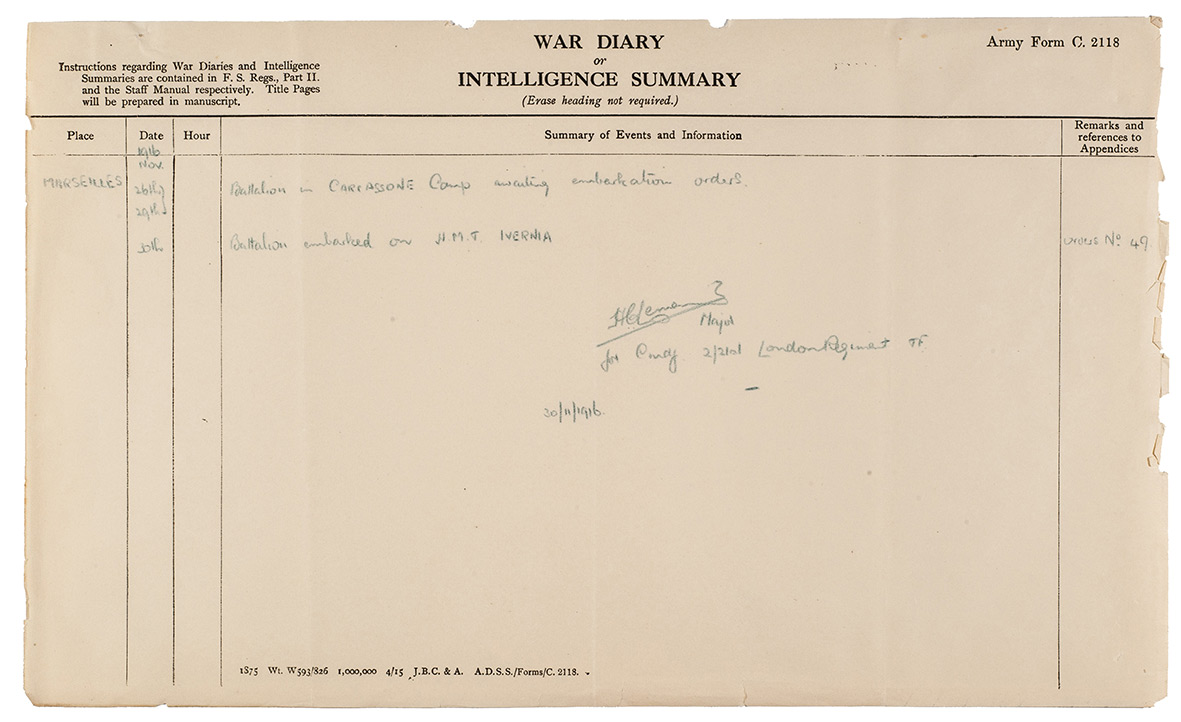 WAR DIARY
or
INTELLIGENCE SUMMARY
(Erase heading not required.)
Army Form C. 2118
Instructions regarding War Diaries and Intelligence
Summaries are contained in F. S. Regs., Part II.
and the Staff Manual respectively. Title Pages
will be prepared in manuscript.
Place Date Hour Summary of Events and Information Remarks and
references to
Appendices
1916
Nov.
MARSEILLES 26th Battalion in CARCASSONE Camp awaiting embarkation orders.
29th
30th Battalion embarked on H.M.T. IVERNIA Orders No 49
Major
for Cmdg. 2/21st London Regiment TF
30/11/1916.
1875 Wt. W593/826 1,000,000 4/15 J.B.C. & A. A.D.S.S./Forms/C. 2118.